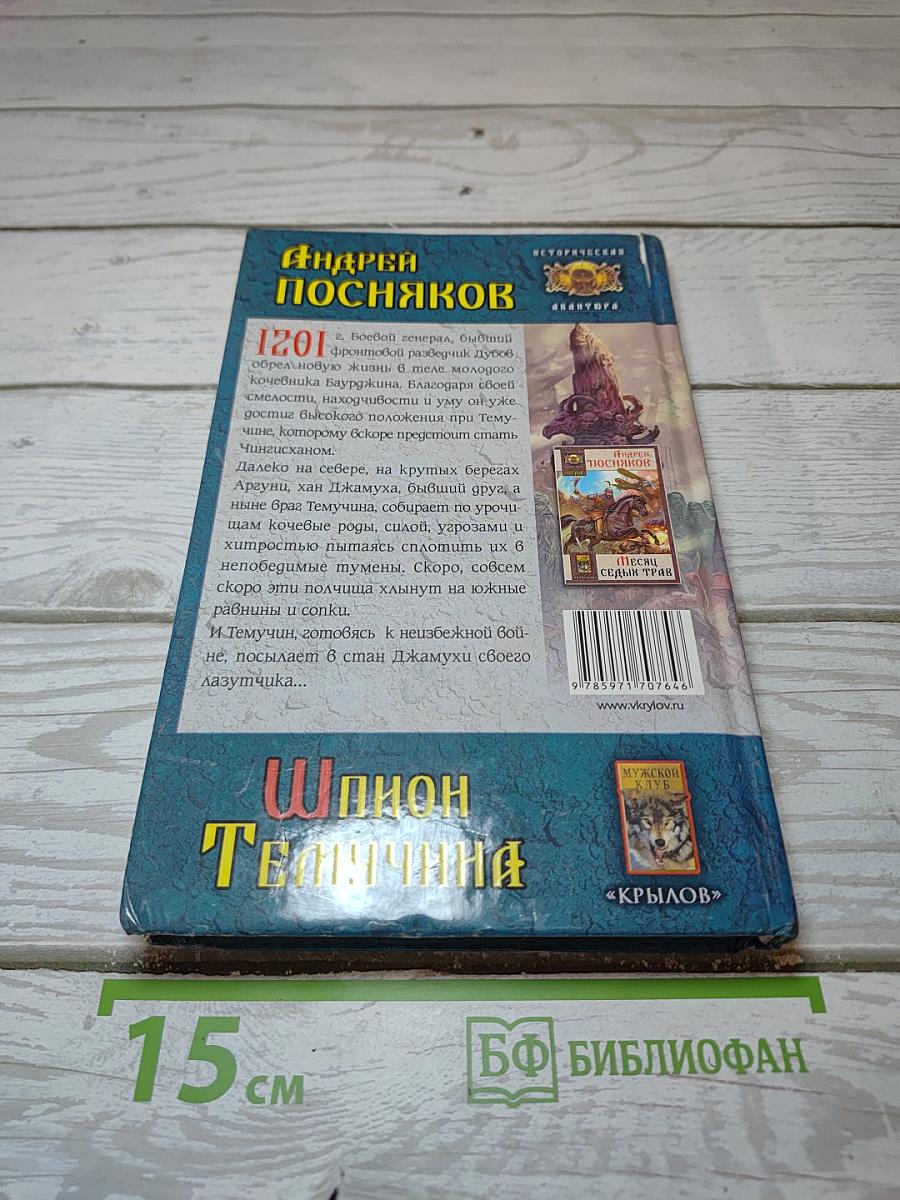 Андрей
Посняков
Историческая
авантюра
1201 г. Боевой генерал, бывший
фронтовой разведчик Дубов
обрел новую жизнь в теле молодого
кочевника Баурджина. Благодаря своей
смелости, находчивости и уму он уже
достиг высокого положения при Тему-
чине, которому вскоре предстоит стать
Чингисханом.
Далеко на севере, на крутых берегах
Аргуни, хан Джамуха, бывший друг, а
ныне враг Темучина, собирает по урочи-
щам кочевые роды, силой, угрозами и
хитростью пытаясь сплотить их в
непобедимые тумены. Скоро, совсем
скоро эти полчища хлынут на южные
равнины и сопки.
И Темучин, готовясь к неизбежной вой-
не, посылает в стан Джамухи своего
лазутчика...
Андрей
Посняков
Месяц
седых трав
9 785971 707646
www.vkrylov.ru
Шпион
Темучина
МУЖСКОЙ
КЛУБ
«КРЫЛОВ»
15 см
БФ БИБЛИОФАН